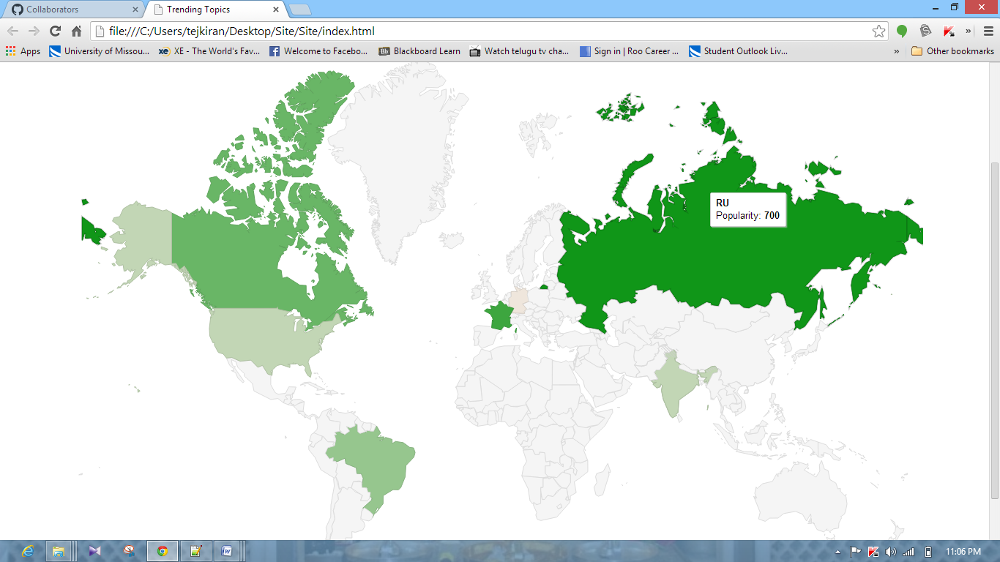 Collaborators
Trending Topics
file:///C:/Users/tejkiran/Desktop/Site/Site/index.html
Apps
University of Missou...
XE - The World's Fav...
Welcome to Facebo...
Bb
Blackboard Learn
Watch telugu tv cha...
Sign in | Roo Career ...
Student Outlook Liv...
»
Other bookmarks
RU
Popularity: 700
11:06 PM